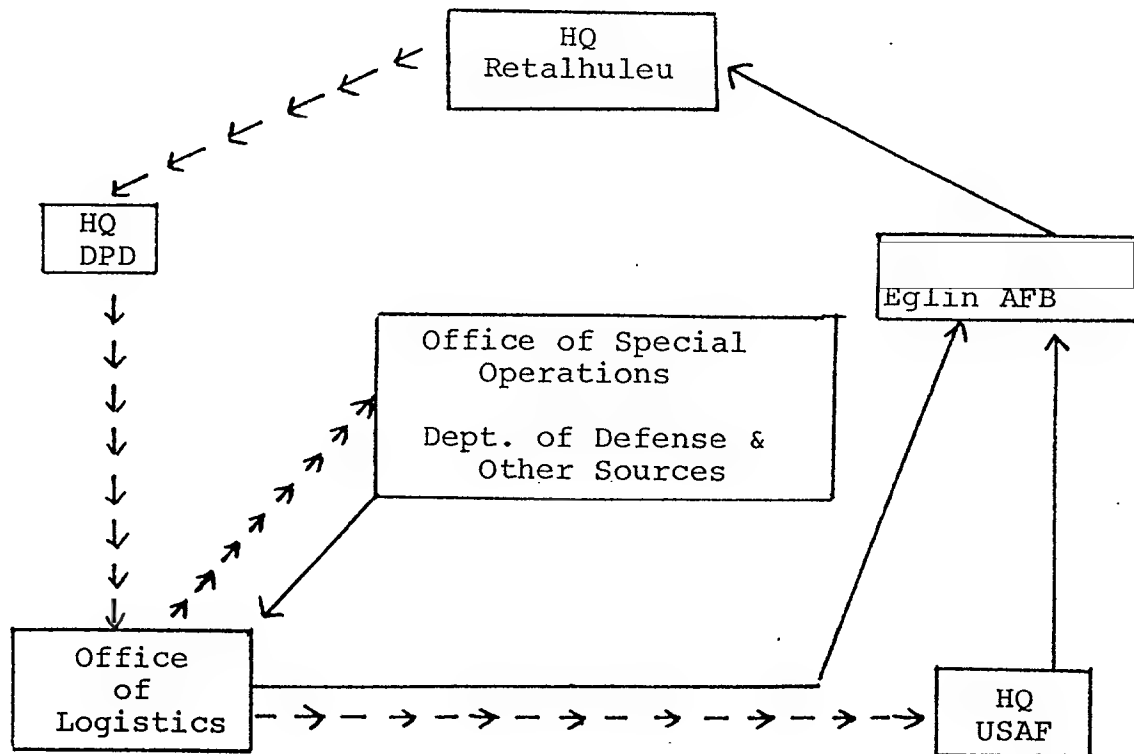 HQ
Retalhuleu
HQ
DPD
Eglin AFB
Office of Special
Operations
Dept. of Defense &
Other Sources
Office
of
Logistics
HQ
USAF